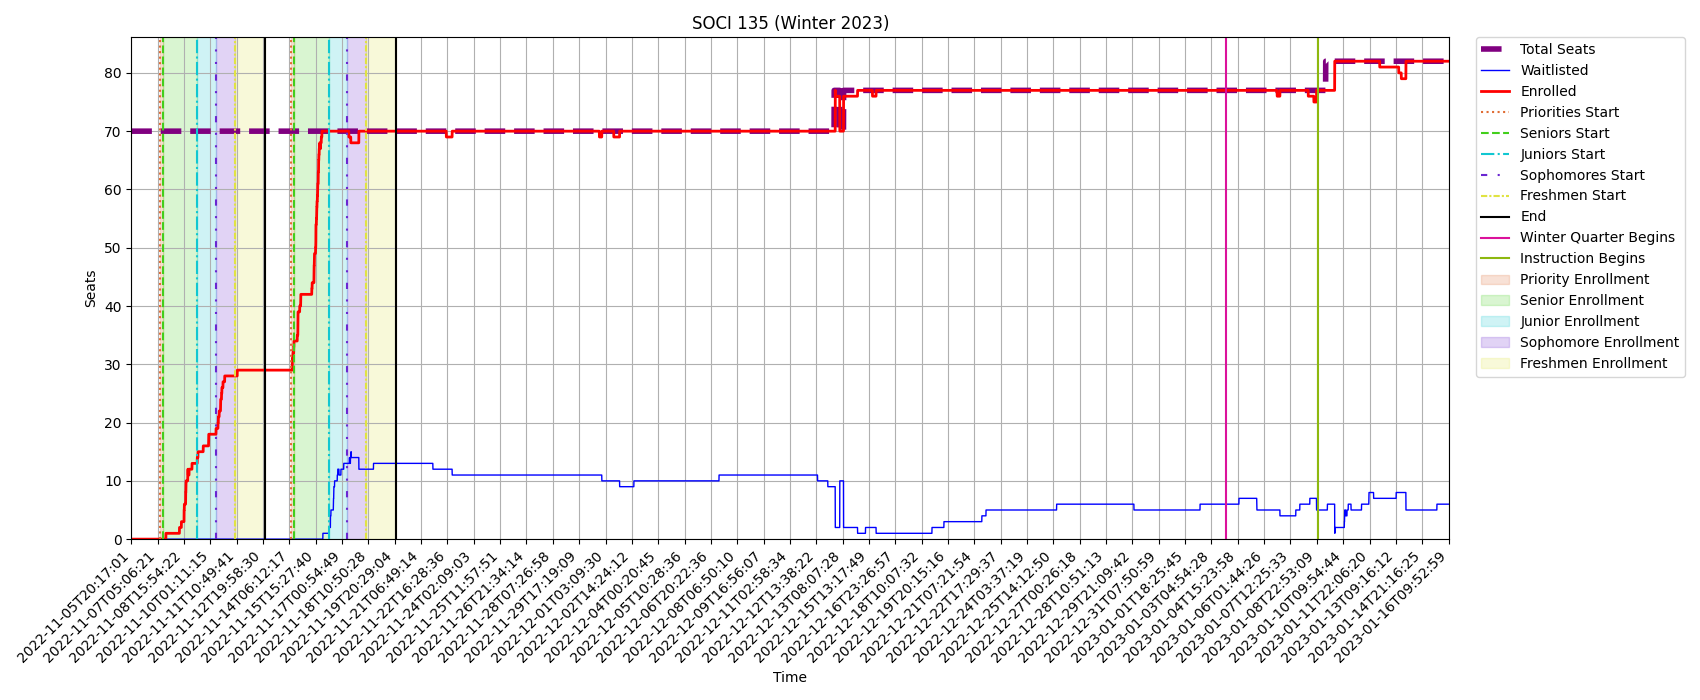 SOCI 135 (Winter 2023)
Seats
80
70
60
50
40
30
20
10
0
2022-11-05T20:17:01
2022-11-07T05:06:21
2022-11-08T15:54:22
2022-11-10T01:11:15
2022-11-11T10:49:41
2022-11-12T19:58:30
2022-11-14T06:12:17
2022-11-15T15:27:40
2022-11-17T00:54:49
2022-11-18T10:50:28
2022-11-19T20:29:04
2022-11-21T06:49:14
2022-11-22T16:28:36
2022-11-24T02:09:03
2022-11-25T11:57:51
2022-11-26T21:34:14
2022-11-28T07:26:58
2022-11-29T17:19:09
2022-12-01T03:09:30
2022-12-02T14:24:12
2022-12-04T00:20:45
2022-12-05T10:28:36
2022-12-06T20:22:36
2022-12-08T06:50:10
2022-12-09T16:56:07
2022-12-11T02:58:34
2022-12-12T13:38:22
2022-12-13T08:07:28
2022-12-15T13:17:49
2022-12-16T23:26:57
2022-12-18T10:07:32
2022-12-19T20:15:16
2022-12-21T07:21:54
2022-12-22T17:29:37
2022-12-24T03:37:19
2022-12-25T14:12:50
2022-12-27T00:26:18
2022-12-28T10:51:13
2022-12-29T21:09:42
2022-12-31T07:50:59
2023-01-01T18:25:45
2023-01-03T04:54:28
2023-01-04T15:23:58
2023-01-06T01:44:26
2023-01-07T12:25:33
2023-01-08T22:53:09
2023-01-10T09:54:44
2023-01-11T22:06:20
2023-01-13T09:16:12
2023-01-14T21:16:25
2023-01-16T09:52:59
Time
Total Seats
Waitlisted
Enrolled
Priorities Start
Seniors Start
Juniors Start
Sophomores Start
Freshmen Start
End
Winter Quarter Begins
Instruction Begins
Priority Enrollment
Senior Enrollment
Junior Enrollment
Sophomore Enrollment
Freshmen Enrollment